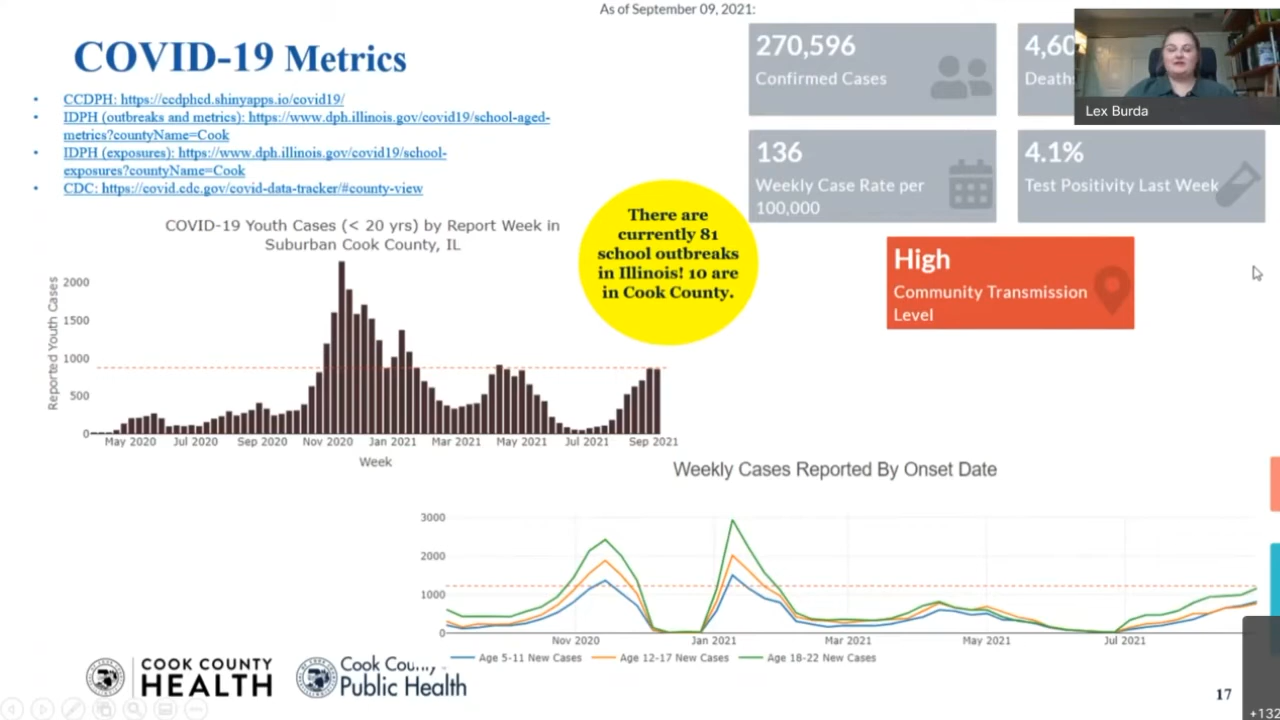 As of September 09, 2021:
COVID-19 Metrics
• CCDPH: https://ccdphcd.shinyapps.io/covid19/
• IDPH (outbreaks and metrics): https://www.dph.illinois.gov/covid19/school-aged-
metrics?countyName=Cook
• IDPH (exposures): https://www.dph.illinois.gov/covid19/school-
exposures?countyName=Cook
• CDC: https://covid.cdc.gov/covid-data-tracker/#county-view
270,596
Confirmed Cases
4,60
Death
Lex Burda
136
Weekly Case Rate per
100,000
4.1%
Test Positivity Last Week
High
Community Transmission
Level
There are
currently 81
school outbreaks
in Illinois! 10 are
in Cook County.
COVID-19 Youth Cases (< 20 yrs) by Report Week in
Suburban Cook County, IL
Reported Youth Cases
2000
1500
1000
500
0
May 2020 Jul 2020 Sep 2020 Nov 2020 Jan 2021 Mar 2021 May 2021 Jul 2021 Sep 2021
Week
Weekly Cases Reported By Onset Date
3000
2000
1000
0
Nov 2020 Jan 2021 Mar 2021 May 2021 Jul 2021
Age 5-11 New Cases Age 12-17 New Cases Age 18-22 New Cases
COOK COUNTY
HEALTH
Cook County
Public Health
17
+132